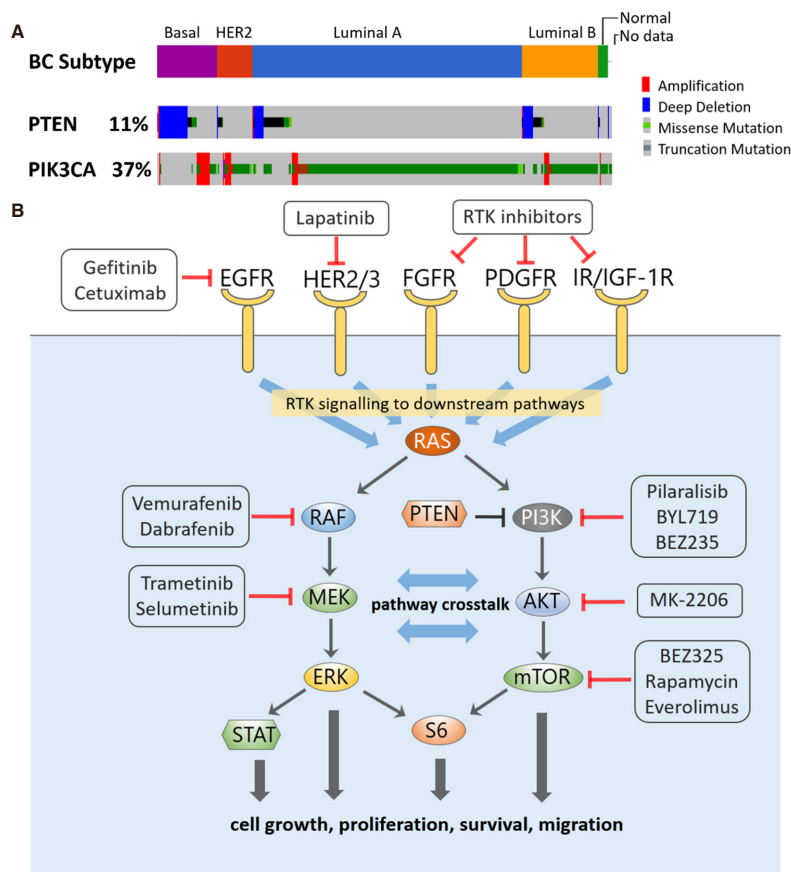 A
Basal HER2 Luminal A Luminal B Normal
No data
BC Subtype
Amplification
Deep Deletion
Missense Mutation
Truncation Mutation
PTEN 11%
PIK3CA 37%
B
Lapatinib
RTK inhibitors
Gefitinib
Cetuximab
EGFR HER2/3 FGFR PDGFR IR/IGF-1R
RTK signalling to downstream pathways
RAS
Vemurafenib
Dabrafenib
RAF
PTEN
PI3K
Pilaralisib
BYL719
BEZ235
Trametinib
Selumetinib
MEK
pathway crosstalk
AKT
MK-2206
ERK
mTOR
BEZ325
Rapamycin
Everolimus
STAT
S6
cell growth, proliferation, survival, migration